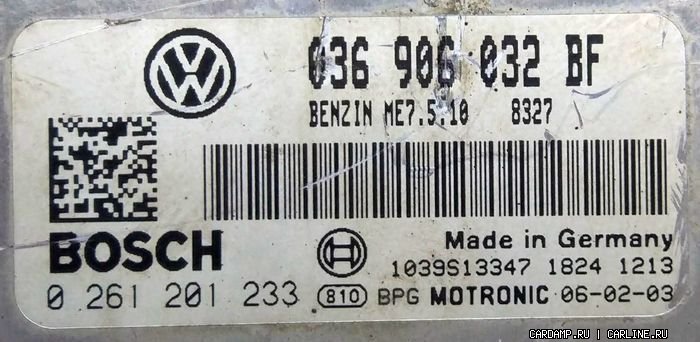 036 906 032 BF
BENZIN ME7.5.10 8327
BOSCH
Made in Germany
1039S13347 1824 1213
0 261 201 233 810 BPG MOTRONIC 06-02-03
CARDAMP.RU | CARLINE.RU